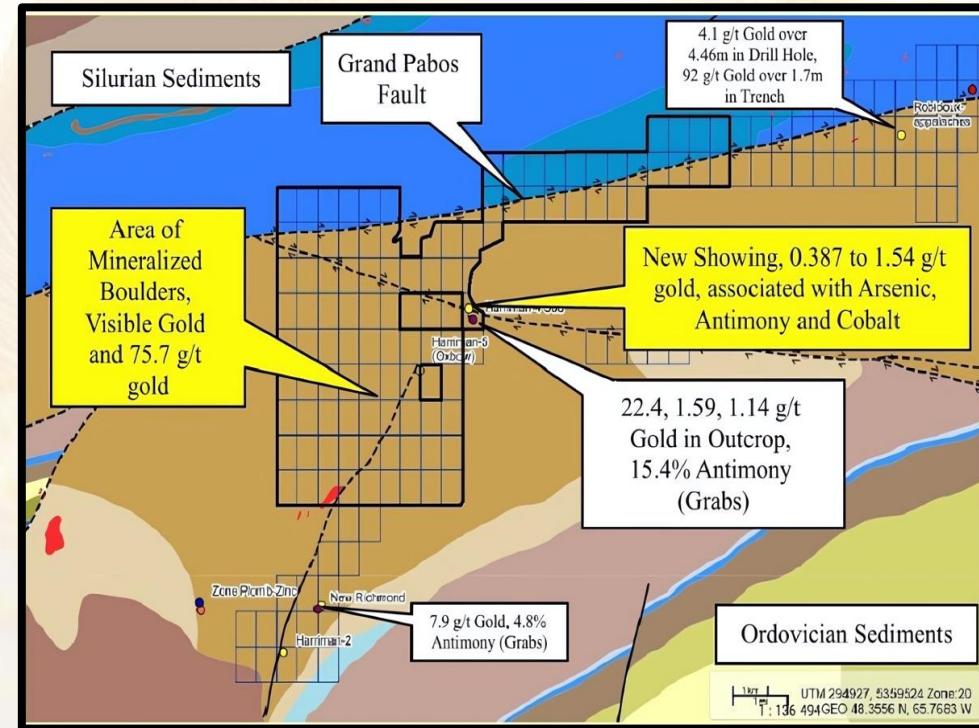 Silurian Sediments
Grand Pabos
Fault
4.1 g/t Gold over
4.46m in Drill Hole,
92 g/t Gold over 1.7m
in Trench
Area of
Mineralized
Boulders,
Visible Gold
and 75.7 g/t
gold
New Showing, 0.387 to 1.54 g/t
gold, associated with Arsenic,
Antimony and Cobalt
Harriman-5
(Oxbow)
22.4, 1.59, 1.14 g/t
Gold in Outcrop,
15.4% Antimony
(Grabs)
Zone Plomb-Zinc
New Richmond
Harriman-2
7.9 g/t Gold, 4.8%
Antimony (Grabs)
Ordovician Sediments
UTM 294927, 5359524 Zone:20
1 : 136 494 GEO 48.3556 N, 65.7683 W